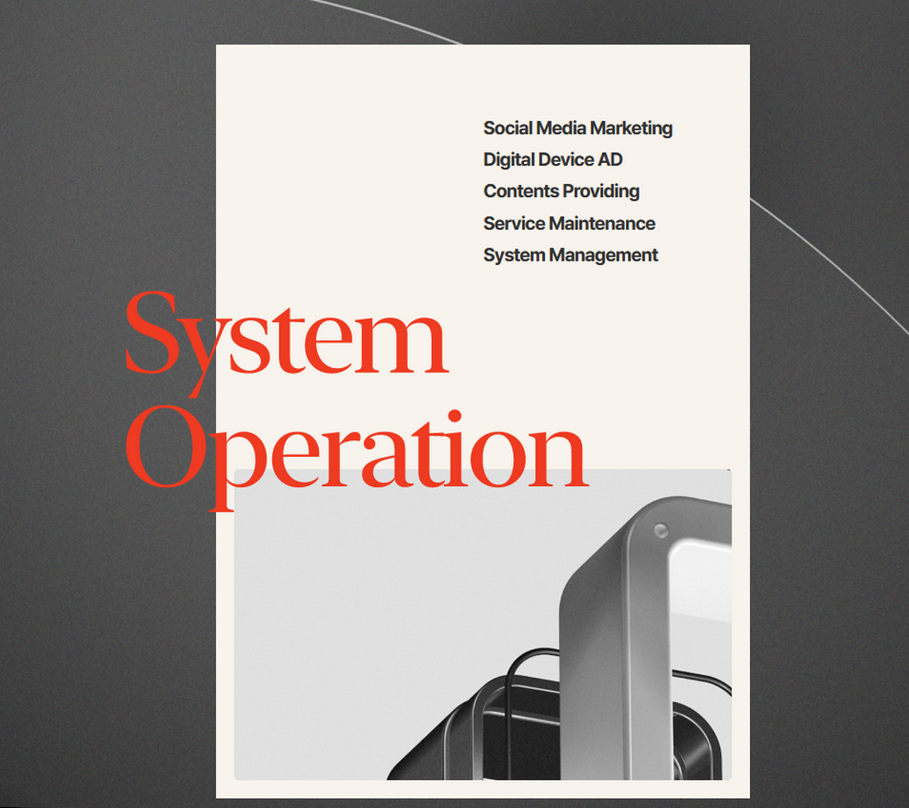 Social Media Marketing
Digital Device AD
Contents Providing
Service Maintenance
System Management
System
Operation